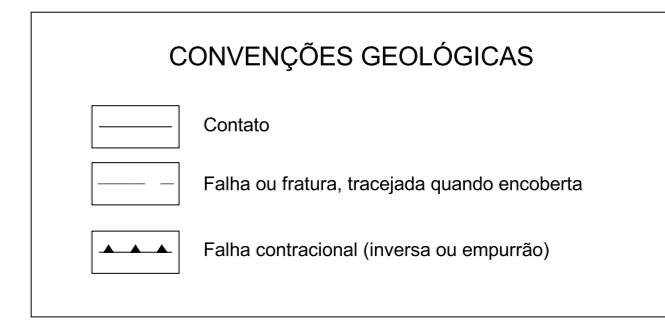 CONVENÇÕES GEOLÓGICAS
Contato
Falha ou fratura, tracejada quando encoberta
Falha contracional (inversa ou empurrão)